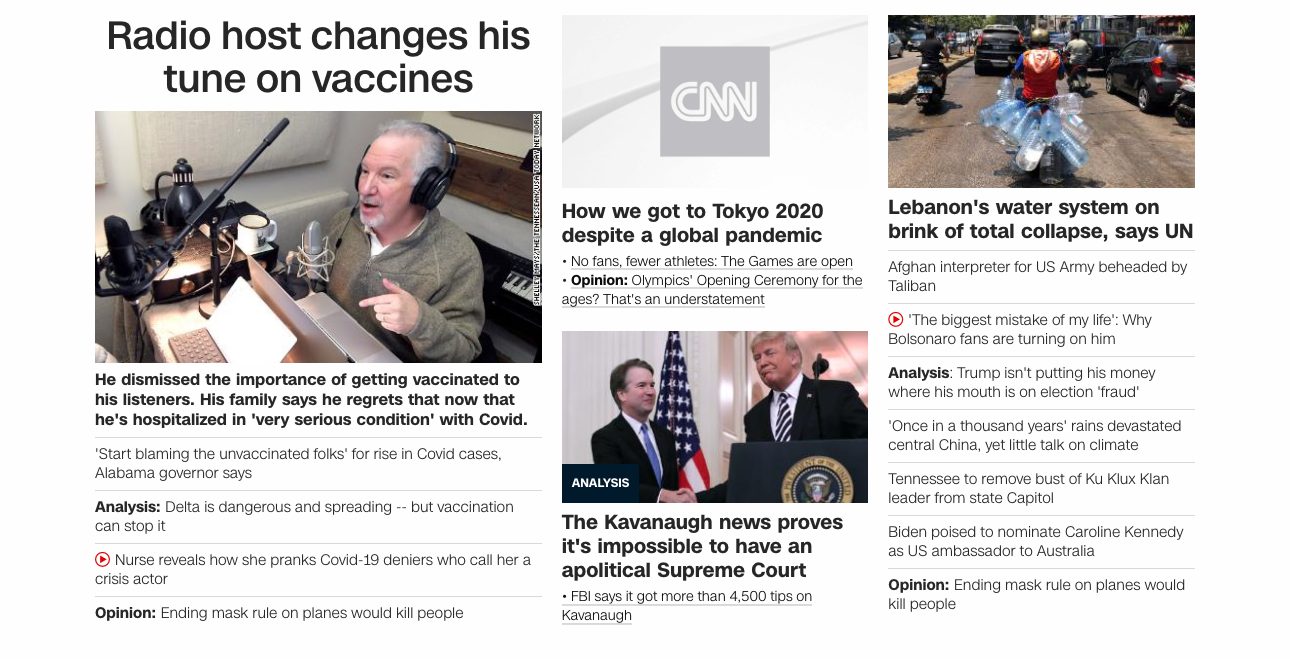 Radio host changes his
tune on vaccines
SHELLEY MAYS/THE TENNESSEAN/USA TODAY NETWORK
He dismissed the importance of getting vaccinated to
his listeners. His family says he regrets that now that
he's hospitalized in 'very serious condition' with Covid.
'Start blaming the unvaccinated folks' for rise in Covid cases,
Alabama governor says
Analysis: Delta is dangerous and spreading -- but vaccination
can stop it
Nurse reveals how she pranks Covid-19 deniers who call her a
crisis actor
Opinion: Ending mask rule on planes would kill people
CNN
How we got to Tokyo 2020
despite a global pandemic
• No fans, fewer athletes: The Games are open
• Opinion: Olympics' Opening Ceremony for the
ages? That's an understatement
ANALYSIS
The Kavanaugh news proves
it's impossible to have an
apolitical Supreme Court
• FBI says it got more than 4,500 tips on
Kavanaugh
Lebanon's water system on
brink of total collapse, says UN
Afghan interpreter for US Army beheaded by
Taliban
'The biggest mistake of my life': Why
Bolsonaro fans are turning on him
Analysis: Trump isn't putting his money
where his mouth is on election 'fraud'
'Once in a thousand years' rains devastated
central China, yet little talk on climate
Tennessee to remove bust of Ku Klux Klan
leader from state Capitol
Biden poised to nominate Caroline Kennedy
as US ambassador to Australia
Opinion: Ending mask rule on planes would
kill people